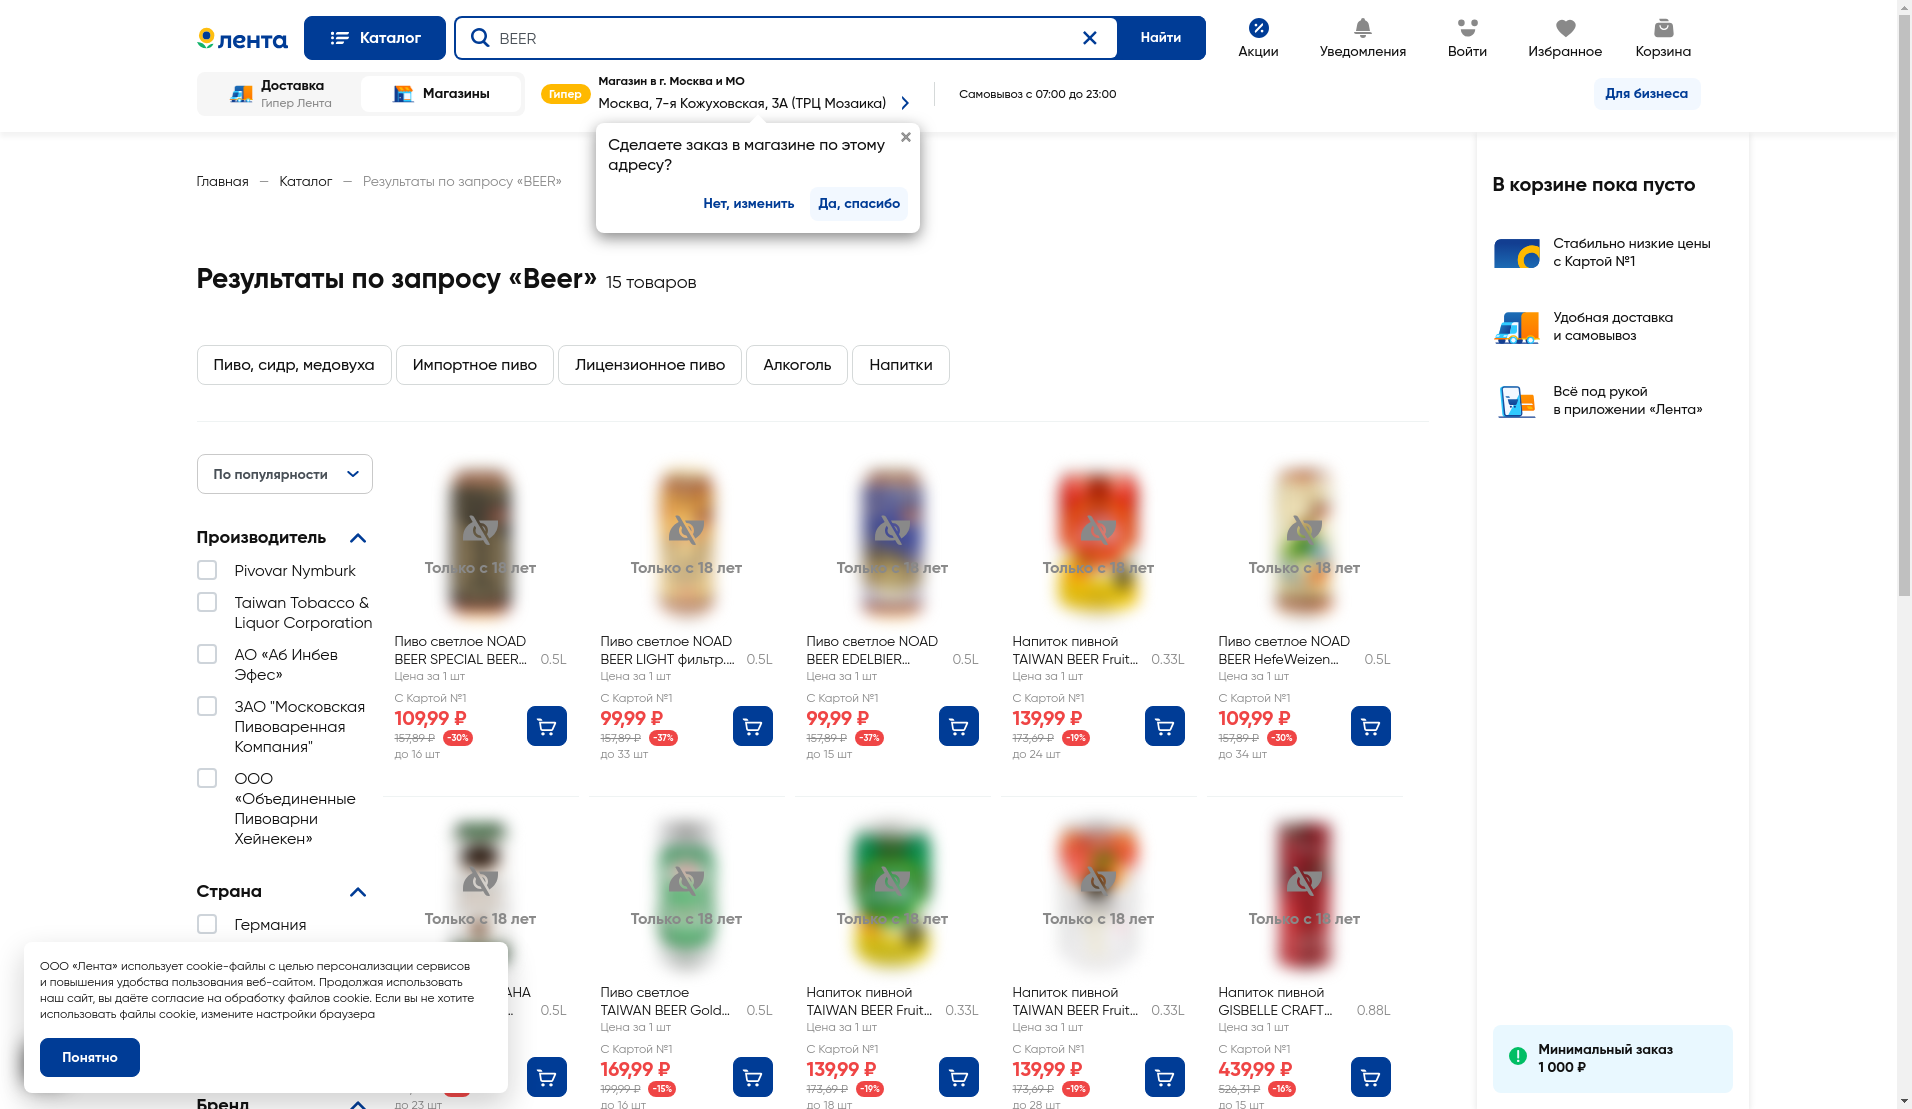 лента
Каталог
BEER
Найти
Акции
Уведомления
Войти
Избранное
Корзина
Доставка
Гипер Лента
Магазины
Гипер
Магазин в г. Москва и МО
Москва, 7-я Кожуховская, 3А (ТРЦ Мозаика)
Самовывоз с 07:00 до 23:00
Для бизнеса
Сделаете заказ в магазине по этому
адресу?
Нет, изменить
Да, спасибо
Главная — Каталог — Результаты по запросу «BEER»
Результаты по запросу «Beer» 15 товаров
Пиво, сидр, медовуха
Импортное пиво
Лицензионное пиво
Алкоголь
Напитки
По популярности
Производитель
Pivovar Nymburk
Taiwan Tobacco &
Liquor Corporation
АО «Аб Инбев
Эфес»
ЗАО "Московская
Пивоваренная
Компания"
ООО
«Объединенные
Пивоварни
Хейнекен»
Страна
Германия
Бренд
Только с 18 лет
Пиво светлое NOAD
BEER SPECIAL BEER... 0.5L
Цена за 1 шт
С Картой №1
109,99 ₽
157,89 ₽ -30%
до 16 шт
Только с 18 лет
Пиво светлое NOAD
BEER LIGHT фильтр.... 0.5L
Цена за 1 шт
С Картой №1
99,99 ₽
157,89 ₽ -37%
до 33 шт
Только с 18 лет
Пиво светлое NOAD
BEER EDELBIER... 0.5L
Цена за 1 шт
С Картой №1
99,99 ₽
157,89 ₽ -37%
до 15 шт
Только с 18 лет
Напиток пивной
TAIWAN BEER Fruit... 0.33L
Цена за 1 шт
С Картой №1
139,99 ₽
173,69 ₽ -19%
до 24 шт
Только с 18 лет
Пиво светлое NOAD
BEER HefeWeizen... 0.5L
Цена за 1 шт
С Картой №1
109,99 ₽
157,89 ₽ -30%
до 34 шт
Только с 18 лет
АНА
... 0.5L
до 23 шт
Только с 18 лет
Пиво светлое
TAIWAN BEER Gold... 0.5L
Цена за 1 шт
С Картой №1
169,99 ₽
199,99 ₽ -15%
до 16 шт
Только с 18 лет
Напиток пивной
TAIWAN BEER Fruit... 0.33L
Цена за 1 шт
С Картой №1
139,99 ₽
173,69 ₽ -19%
до 18 шт
Только с 18 лет
Напиток пивной
TAIWAN BEER Fruit... 0.33L
Цена за 1 шт
С Картой №1
139,99 ₽
173,69 ₽ -19%
до 28 шт
Только с 18 лет
Напиток пивной
GISBELLE CRAFT... 0.88L
Цена за 1 шт
С Картой №1
439,99 ₽
526,31 ₽ -16%
до 15 шт
ООО «Лента» использует cookie-файлы с целью персонализации сервисов
и повышения удобства пользования веб-сайтом. Продолжая использовать
наш сайт, вы даёте согласие на обработку файлов cookie. Если вы не хотите
использовать файлы cookie, измените настройки браузера
Понятно
В корзине пока пусто
Стабильно низкие цены
с Картой №1
Удобная доставка
и самовывоз
Всё под рукой
в приложении «Лента»
Минимальный заказ
1 000 ₽